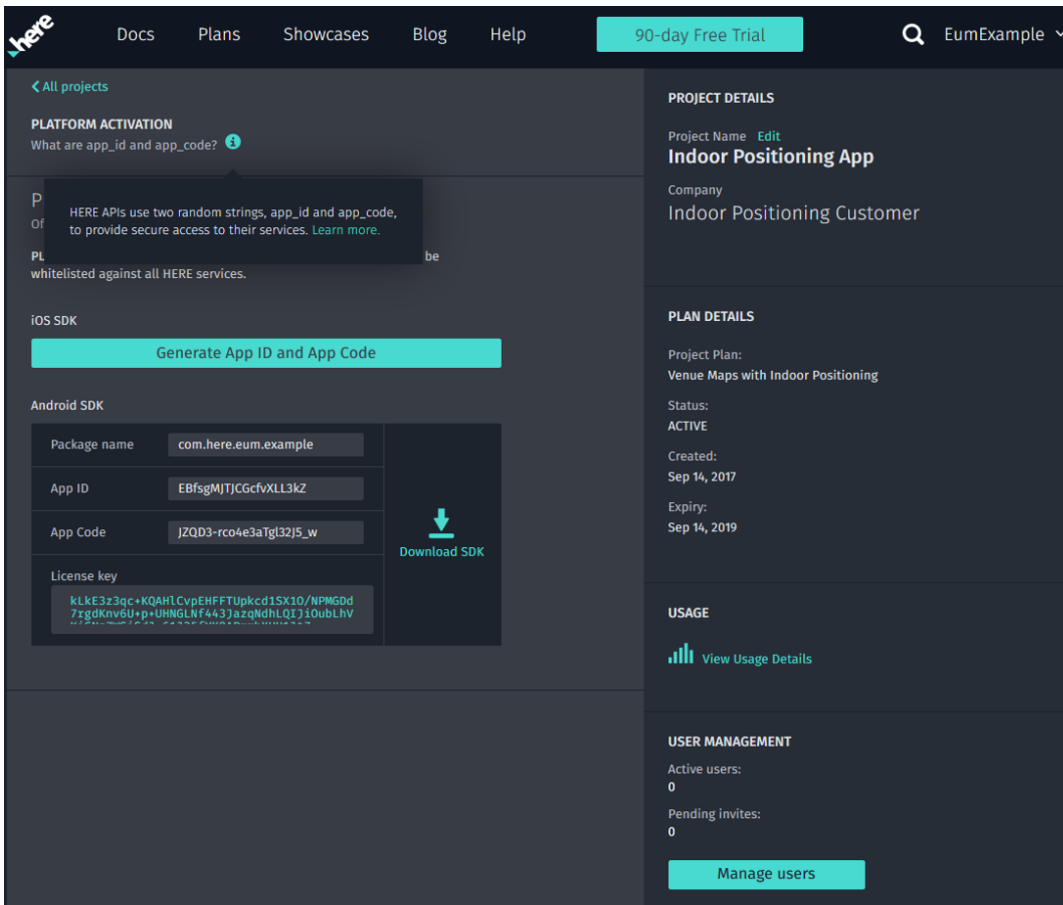 here
Docs Plans Showcases Blog Help 90-day Free Trial EumExample
All projects
PLATFORM ACTIVATION
What are app_id and app_code?
P
HERE APIs use two random strings, app_id and app_code,
Of
to provide secure access to their services. Learn more.
PL be
whitelisted against all HERE services.
iOS SDK
Generate App ID and App Code
Android SDK
Package name com.here.eum.example
App ID EBfsgMJTJCGcfvXLL3kZ
App Code JZQD3-rco4e3aTgl32J5_w
License key
kLkE3z3qc+KQAHlCvpEHFFTUpkcd1SX1O/NPMGDd
7rgdKnv6U+p+UHNGLNf443JazqNdhLQIJiOubLhV
Download SDK
PROJECT DETAILS
Project Name Edit
Indoor Positioning App
Company
Indoor Positioning Customer
PLAN DETAILS
Project Plan:
Venue Maps with Indoor Positioning
Status:
ACTIVE
Created:
Sep 14, 2017
Expiry:
Sep 14, 2019
USAGE
View Usage Details
USER MANAGEMENT
Active users:
0
Pending invites:
0
Manage users